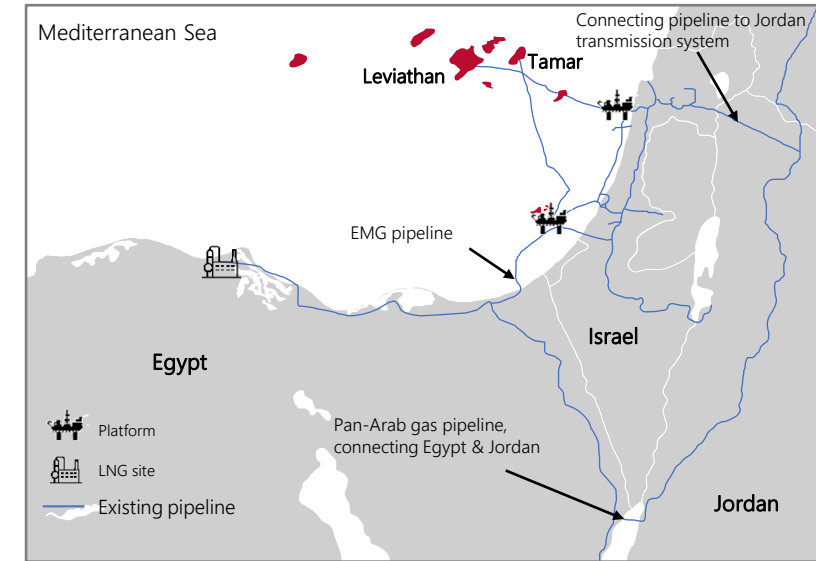 Mediterranean Sea
Connecting pipeline to Jordan
transmission system
Leviathan
Tamar
EMG pipeline
Israel
Egypt
Pan-Arab gas pipeline,
connecting Egypt & Jordan
Platform
LNG site
Existing pipeline
Jordan